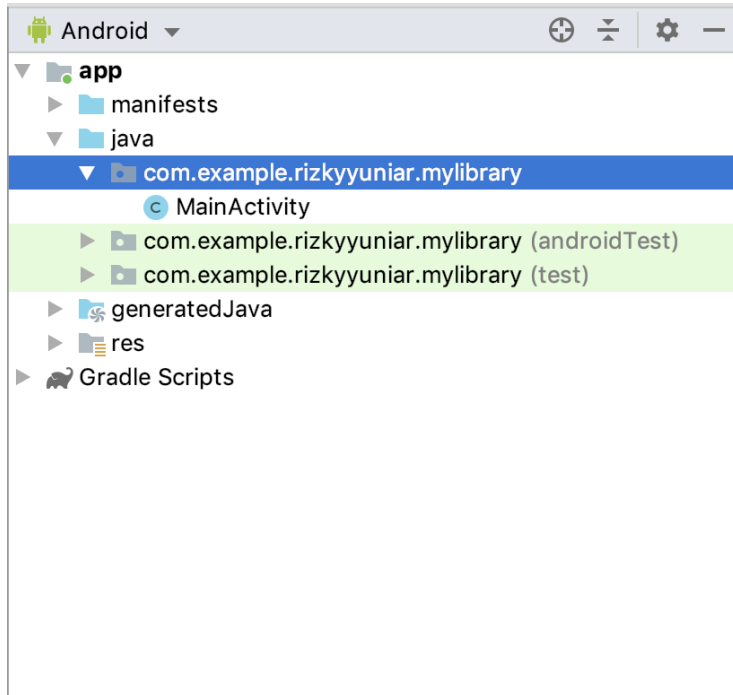 Android
app
manifests
java
com.example.rizkyyuniar.mylibrary
C MainActivity
com.example.rizkyyuniar.mylibrary (androidTest)
com.example.rizkyyuniar.mylibrary (test)
generatedJava
res
Gradle Scripts